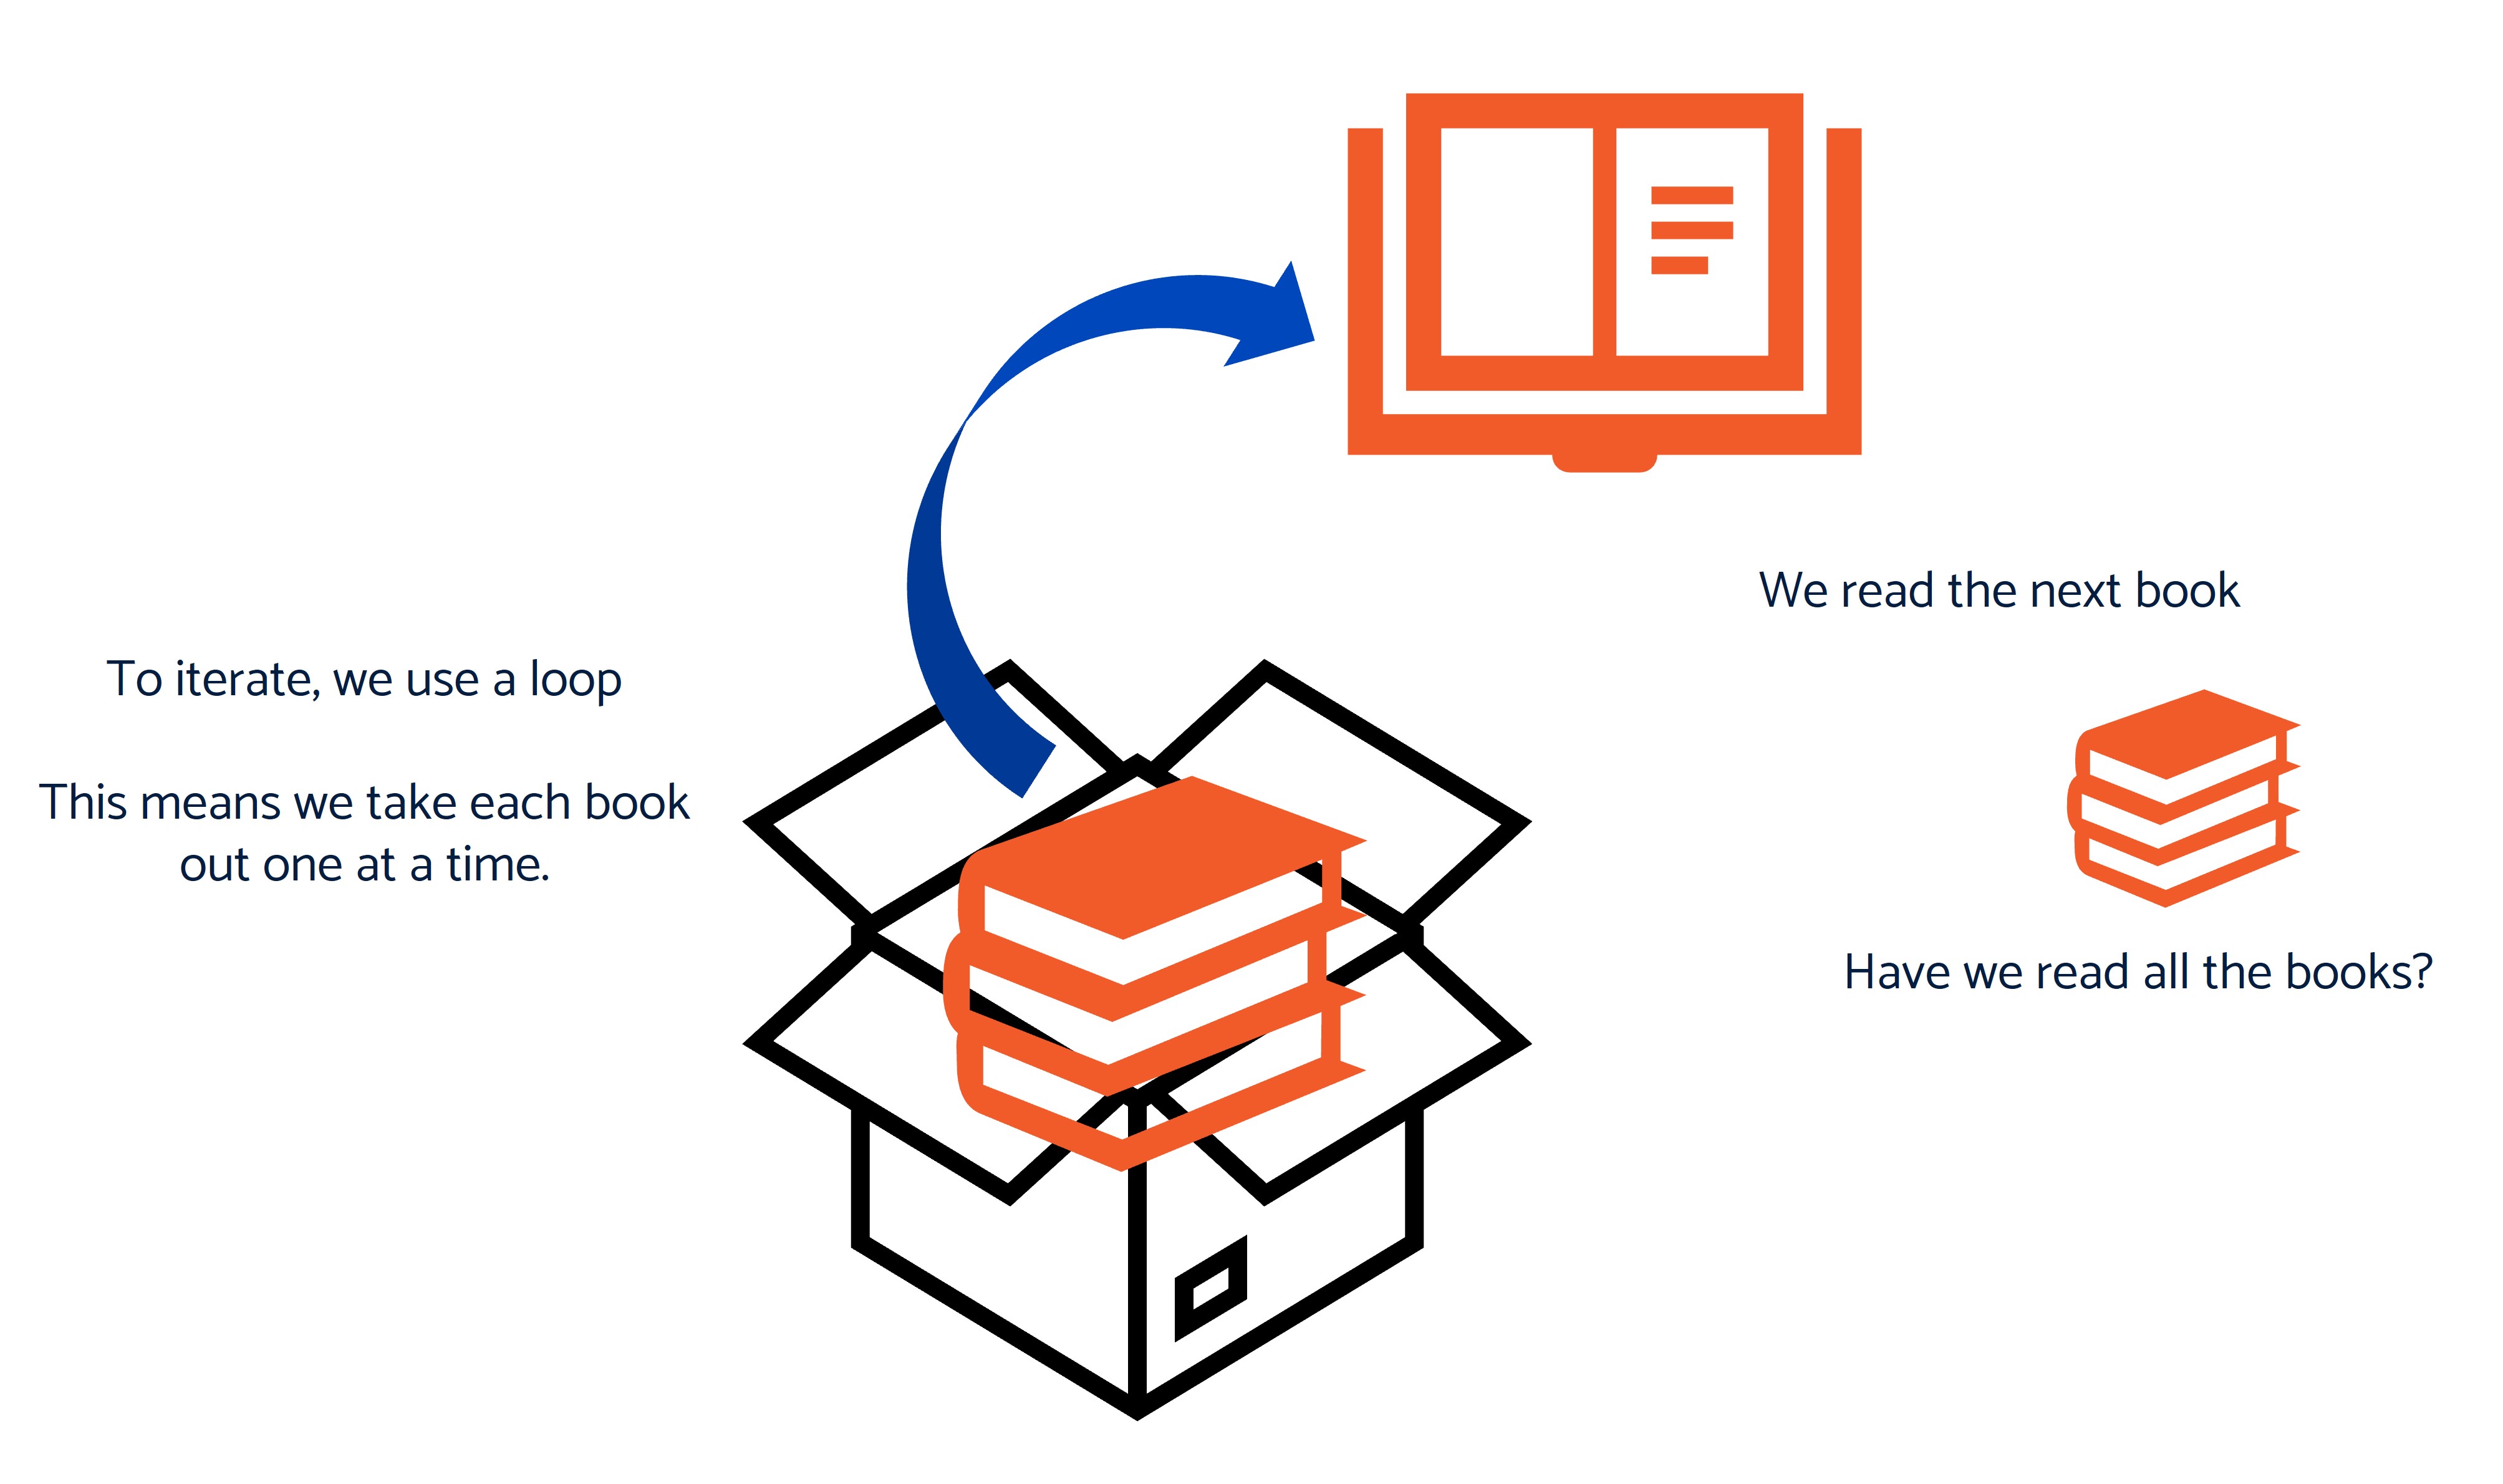 To iterate, we use a loop
This means we take each book
out one at a time.
We read the next book
Have we read all the books?